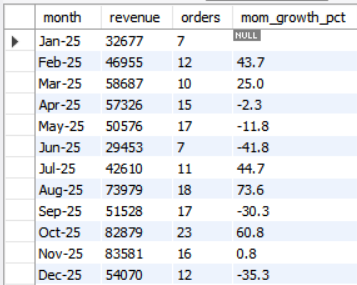 month revenue orders mom_growth_pct
Jan-25 32677 7 NULL
Feb-25 46955 12 43.7
Mar-25 58687 10 25.0
Apr-25 57326 15 -2.3
May-25 50576 17 -11.8
Jun-25 29453 7 -41.8
Jul-25 42610 11 44.7
Aug-25 73979 18 73.6
Sep-25 51528 17 -30.3
Oct-25 82879 23 60.8
Nov-25 83581 16 0.8
Dec-25 54070 12 -35.3